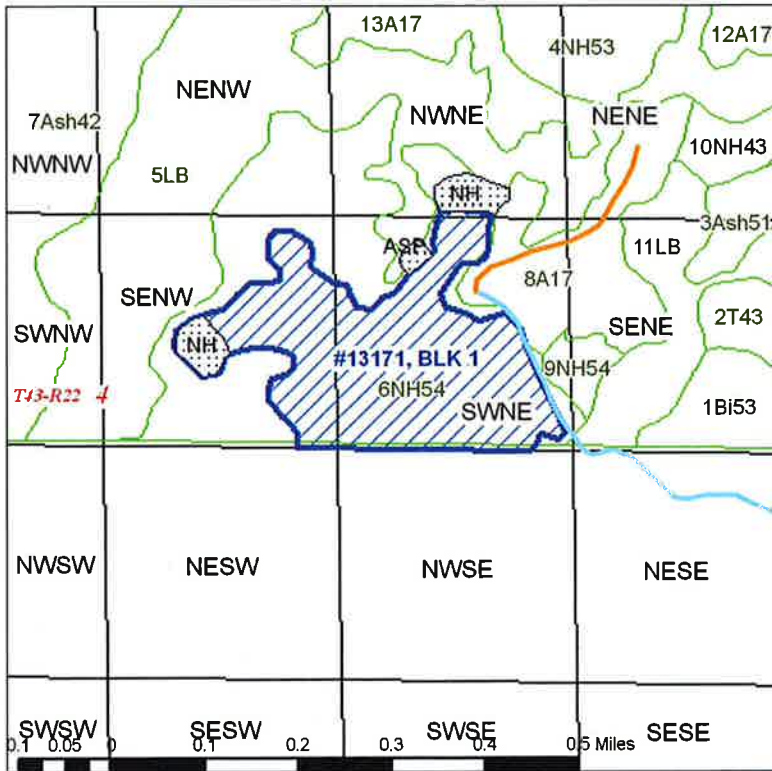 13A17
12A17
4NH53
NENW
NWNE
NENE
7Ash42
10NH43
NWNW
5LB
NH
3Ash51
ASP
11LB
8A17
SENW
2T43
SWNW
SENE
NH
#13171, BLK 1
9NH54
6NH54
T43-R22 4
SWNE
1Bi53
NWSW
NESW
NWSE
NESE
SWSW
SESW
SWSE
SESE
0.1 0.05 0 0.1 0.2 0.3 0.4 0.5 Miles